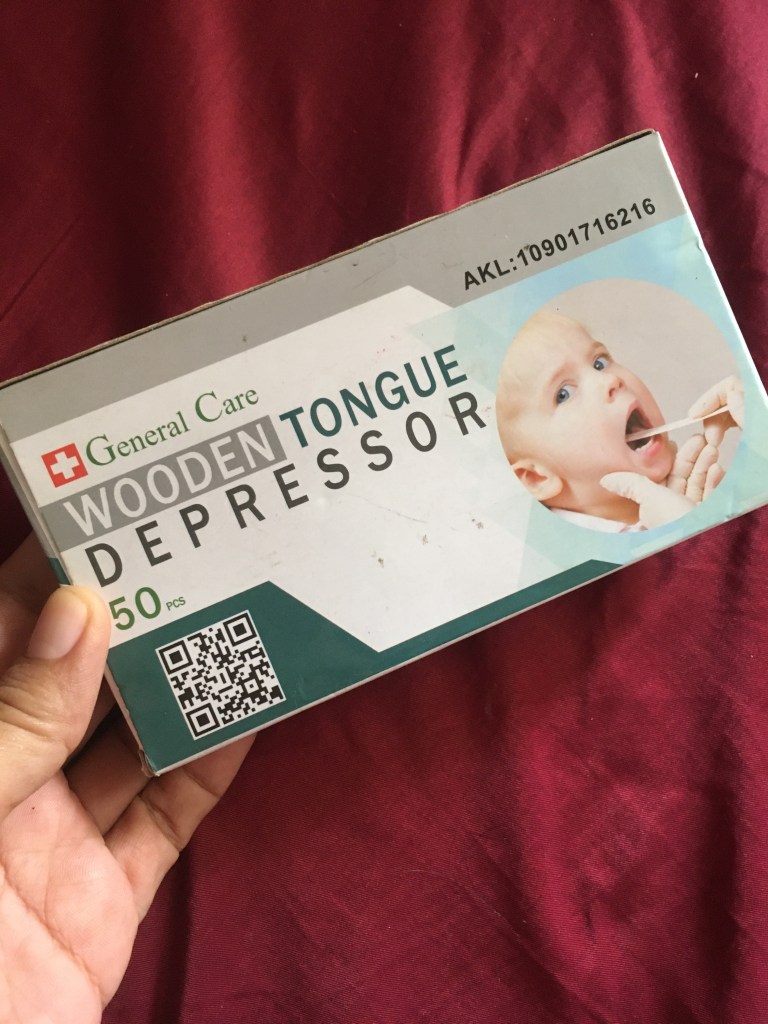 AKL:10901716216
General Care
WOODEN TONGUE
DEPRESSOR
50 PCS